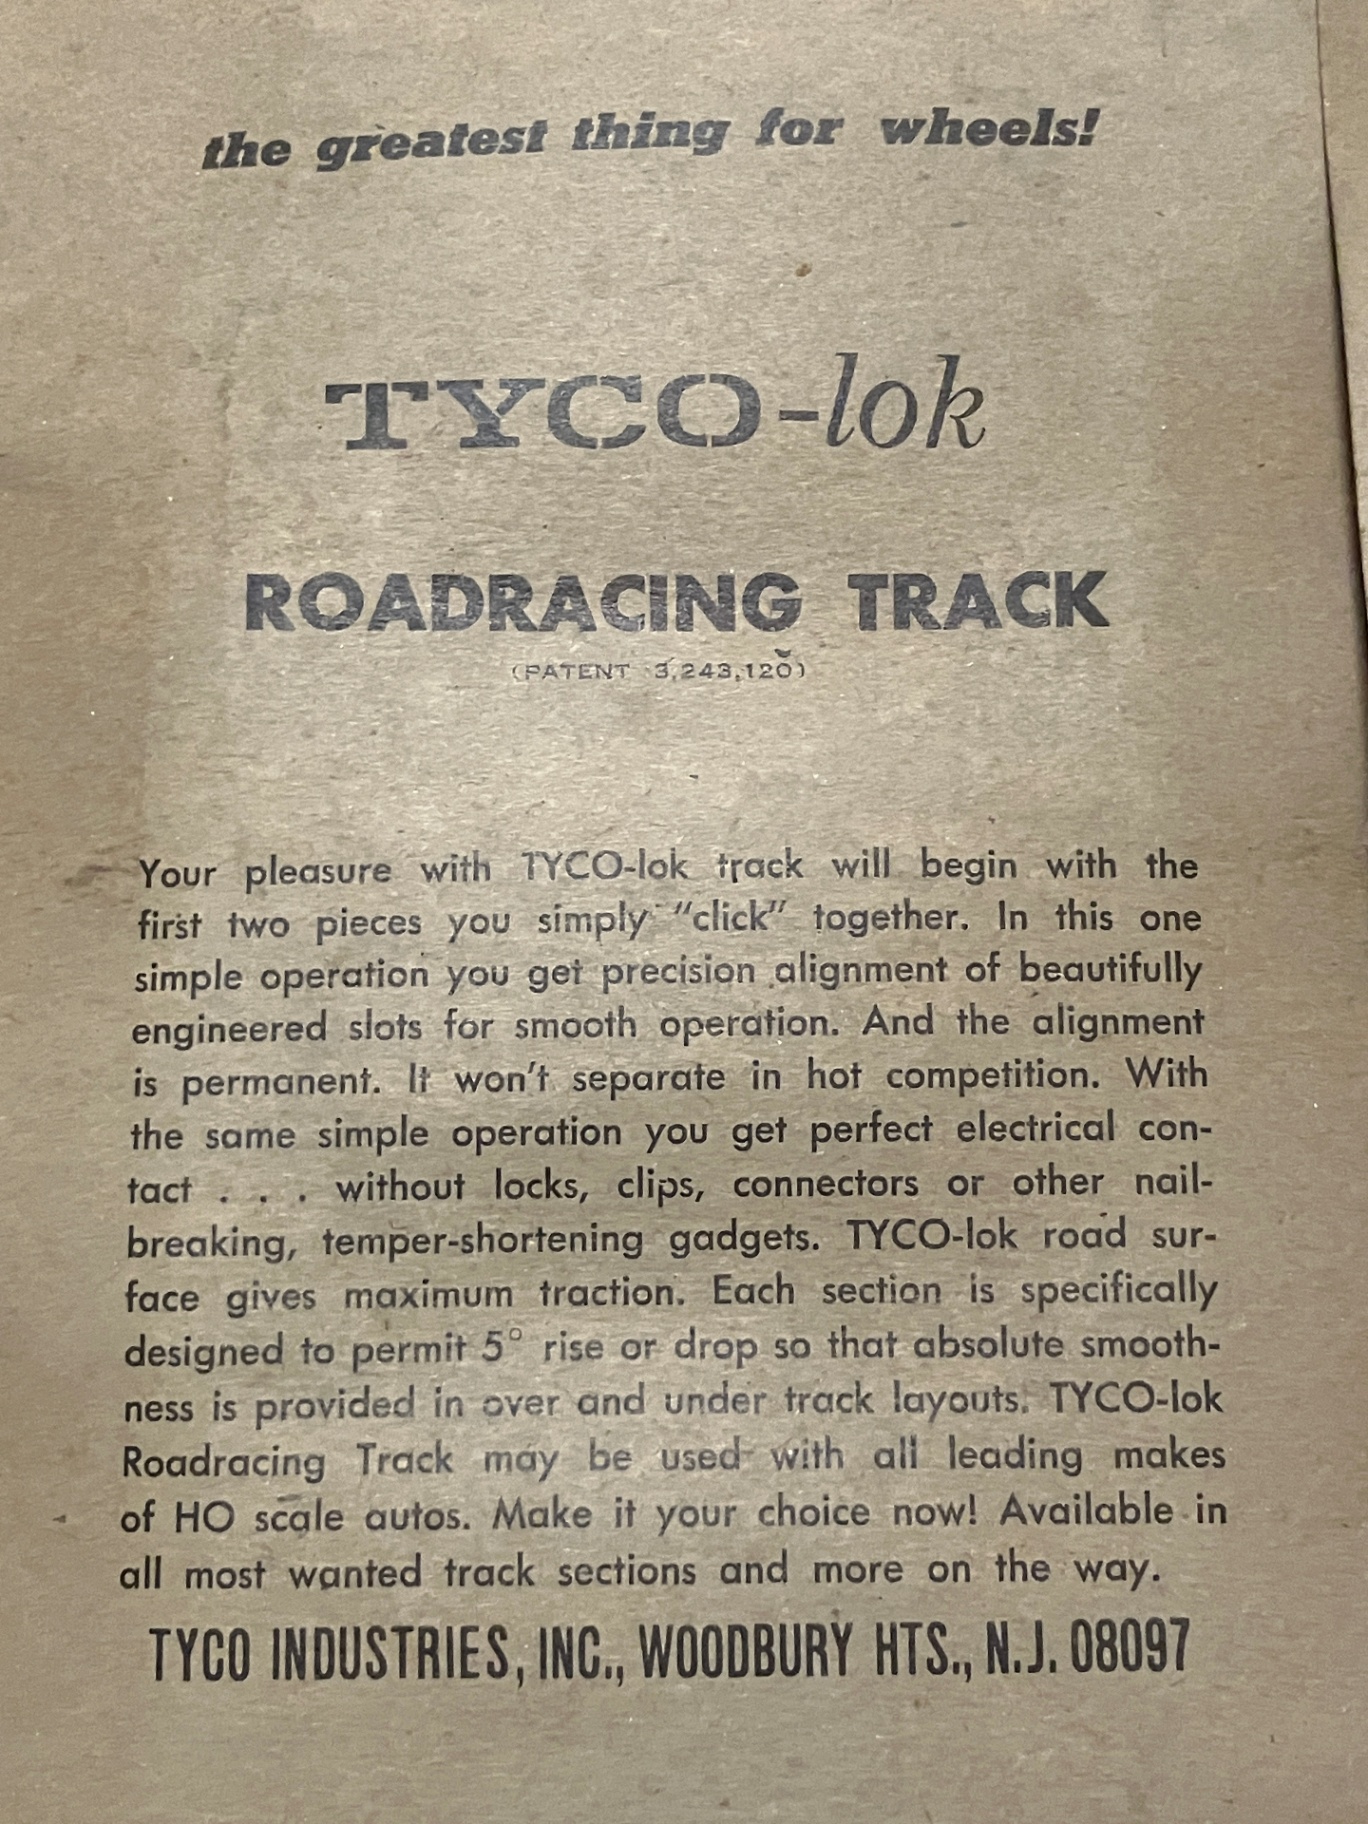 the greatest thing for wheels!
TYCO-lok
ROADRACING TRACK
(PATENT 3,243,120)
Your pleasure with TYCO-lok track will begin with the
first two pieces you simply "click" together. In this one
simple operation you get precision alignment of beautifully
engineered slots for smooth operation. And the alignment
is permanent. It won't separate in hot competition. With
the same simple operation you get perfect electrical con-
tact . . . without locks, clips, connectors or other nail-
breaking, temper-shortening gadgets. TYCO-lok road sur-
face gives maximum traction. Each section is specifically
designed to permit 5° rise or drop so that absolute smooth-
ness is provided in over and under track layouts. TYCO-lok
Roadracing Track may be used with all leading makes
of HO scale autos. Make it your choice now! Available in
all most wanted track sections and more on the way.
TYCO INDUSTRIES, INC., WOODBURY HTS., N.J. 08097